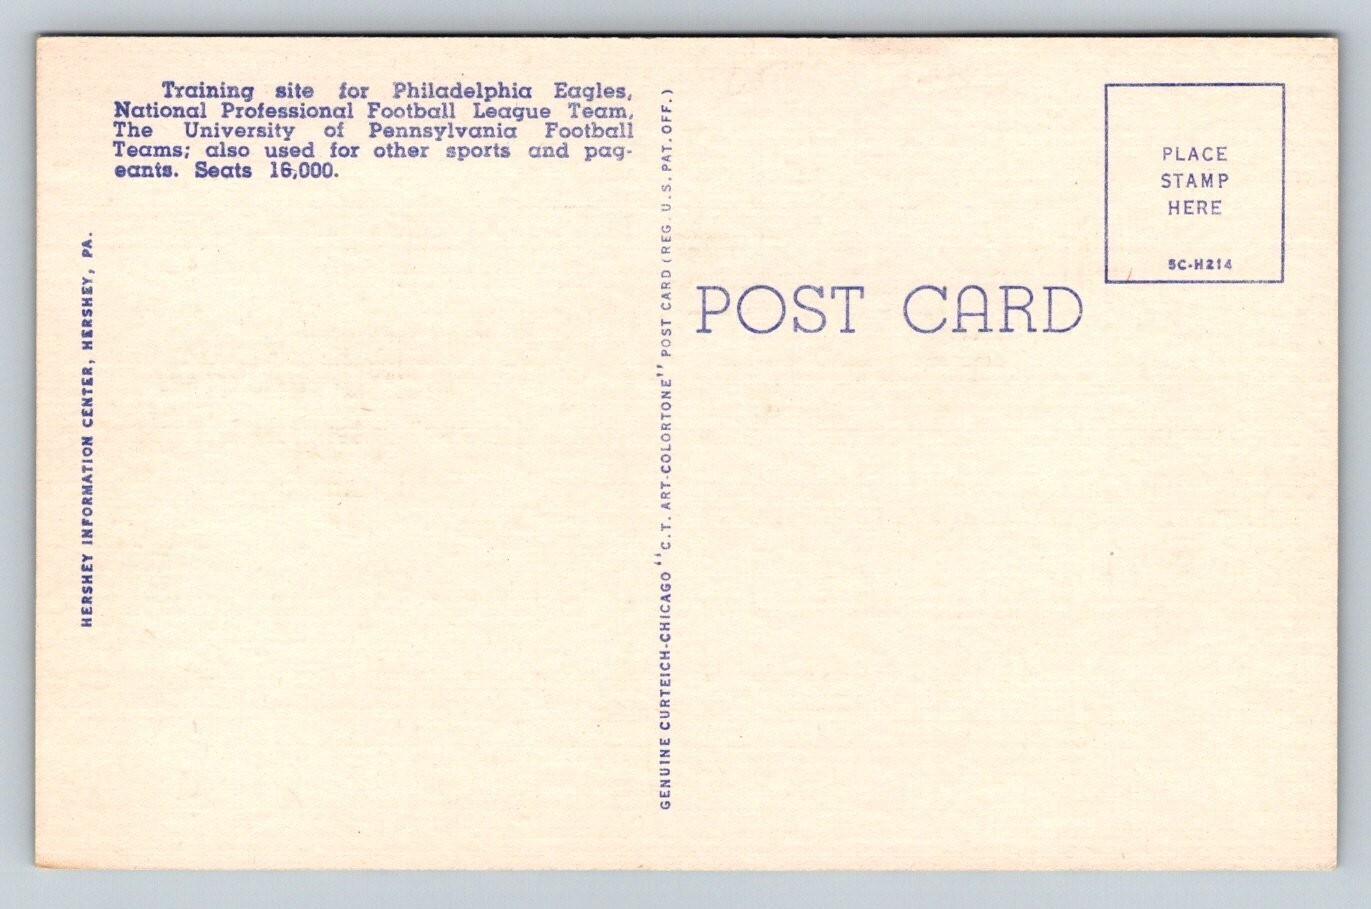 Training site for Philadelphia Eagles,
National Professional Football League Team,
The University of Pennsylvania Football
Teams; also used for other sports and pag-
eants. Seats 16,000.
HERSHEY INFORMATION CENTER, HERSHEY, PA.
GENUINE CURTEICH-CHICAGO "C.T. ART-COLORTONE" POST CARD (REG. U.S. PAT. OFF.)
POST CARD
PLACE
STAMP
HERE
5C-H214